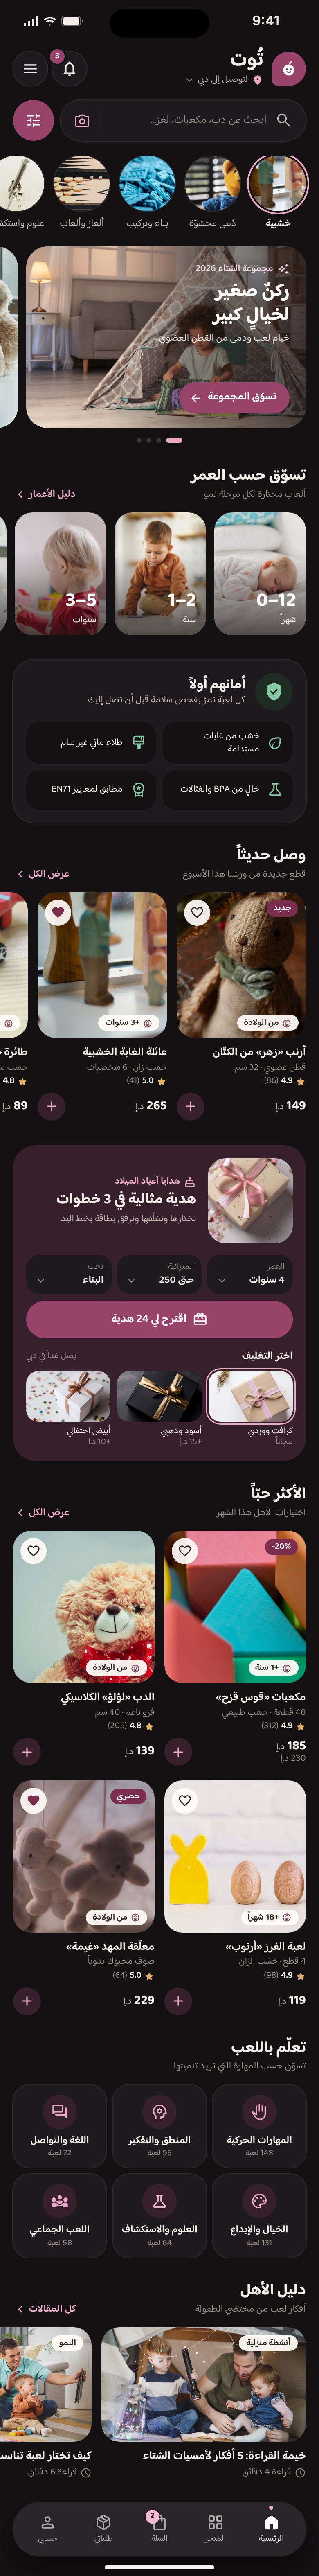 9:41
تُوت
التوصيل إلى دبي
3
ابحث عن دب، مكعبات، لغز...
خشبية
دُمى محشوّة
بناء وتركيب
ألغاز وألعاب
علوم واستكش
مجموعة الشتاء 2026
ركنٌ صغير
لخيالٍ كبير
خيام لعب ودمى من القطن العضوي
تسوّق المجموعة
تسوّق حسب العمر
ألعاب مختارة لكل مرحلة نمو
دليل الأعمار
0–12
شهراً
1–2
سنة
3–5
سنوات
أمانهم أولاً
كل لعبة تمرّ بفحص سلامة قبل أن تصل إليك
خشب من غابات
مستدامة
طلاء مائي غير سام
خالٍ من BPA والفثالات
مطابق لمعايير EN71
وصل حديثاً
قطع جديدة من ورشنا هذا الأسبوع
عرض الكل
جديد
من الولادة
أرنب «زهر» من الكتّان
قطن عضوي · 32 سم
4.9 (86)
149 د.إ
+3 سنوات
عائلة الغابة الخشبية
خشب زان · 6 شخصيات
5.0 (41)
265 د.إ
طائرة
4.8
89 د.إ
هدايا أعياد الميلاد
هدية مثالية في 3 خطوات
نختارها ونغلّفها ونرفق بطاقة بخط اليد
العمر
4 سنوات
الميزانية
حتى 250
يحب
البناء
اقترح لي 24 هدية
اختر التغليف
يصل غداً في دبي
كرافت ووردي
مجاناً
أسود وذهبي
+15 د.إ
أبيض احتفالي
+10 د.إ
الأكثر حبّاً
اختيارات الأهل هذا الشهر
عرض الكل
-20%
+1 سنة
مكعبات «قوس قزح»
48 قطعة · خشب طبيعي
4.9 (312)
185 د.إ
230 د.إ
من الولادة
الدب «لؤلؤ» الكلاسيكي
فرو ناعم · 40 سم
4.8 (205)
139 د.إ
+18 شهراً
لعبة الفرز «أرنوب»
4 قطع · خشب الزان
4.9 (98)
119 د.إ
حصري
من الولادة
معلّقة المهد «غيمة»
صوف محبوك يدوياً
5.0 (64)
229 د.إ
تعلّم باللعب
تسوّق حسب المهارة التي تريد تنميتها
المهارات الحركية
148 لعبة
المنطق والتفكير
96 لعبة
اللغة والتواصل
72 لعبة
الخيال والإبداع
131 لعبة
العلوم والاستكشاف
64 لعبة
اللعب الجماعي
58 لعبة
دليل الأهل
أفكار لعب من مختصّي الطفولة
كل المقالات
أنشطة منزلية
خيمة القراءة: 5 أفكار لأمسيات الشتاء
قراءة 4 دقائق
النمو
كيف تختار لعبة تناسب
قراءة 6 دقائق
الرئيسية
المتجر
2
السلة
طلباتي
حسابي